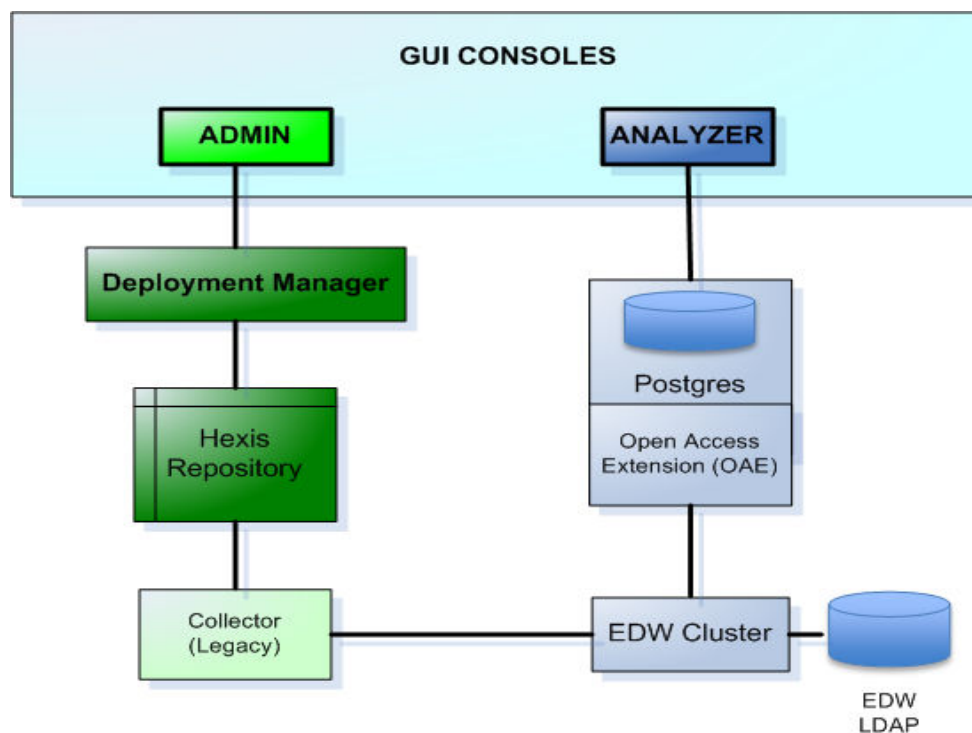 GUI CONSOLES
ADMIN
ANALYZER
Deployment Manager
Postgres
Hexis
Repository
Open Access
Extension (OAE)
Collector
(Legacy)
EDW Cluster
EDW
LDAP